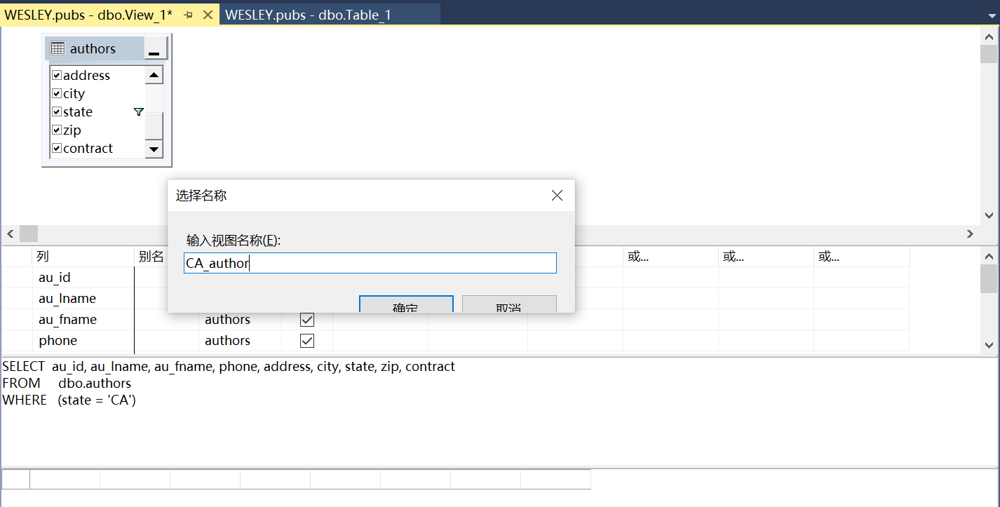 WESLEY.pubs - dbo.View_1* WESLEY.pubs - dbo.Table_1
authors
address
city
state
zip
contract
选择名称
输入视图名称(E):
CA_author
确定 取消
列 别名 或... 或... 或...
au_id
au_lname
au_fname authors
phone authors
SELECT au_id, au_lname, au_fname, phone, address, city, state, zip, contract
FROM dbo.authors
WHERE (state = 'CA')